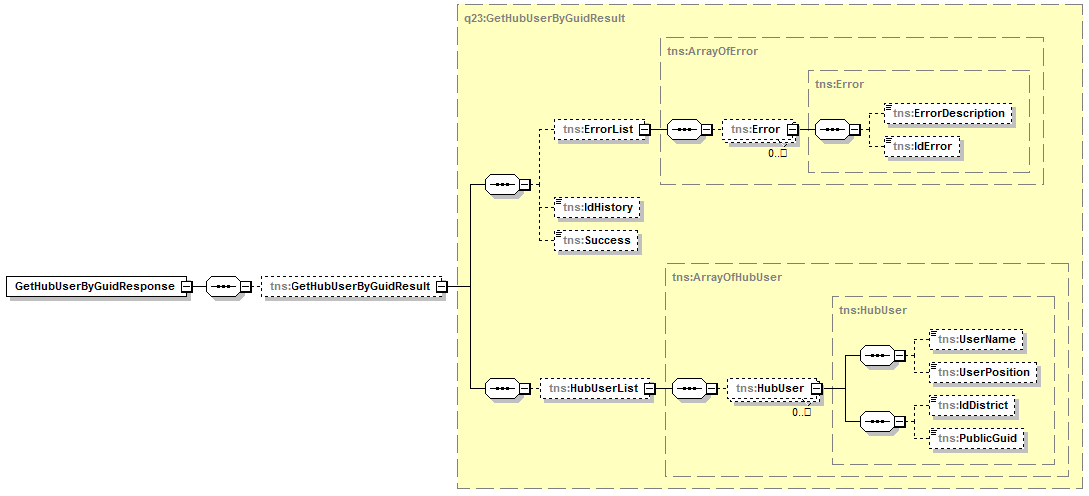 q23:GetHubUserByGuidResult
tns:ArrayOfError
tns:Error
tns:ErrorDescription
tns:ErrorList
tns:Error
tns:IdError
0..
tns:IdHistory
tns:Success
GetHubUserByGuidResponse
tns:GetHubUserByGuidResult
tns:ArrayOfHubUser
tns:HubUser
tns:UserName
tns:UserPosition
tns:HubUserList
tns:HubUser
0..
tns:IdDistrict
tns:PublicGuid